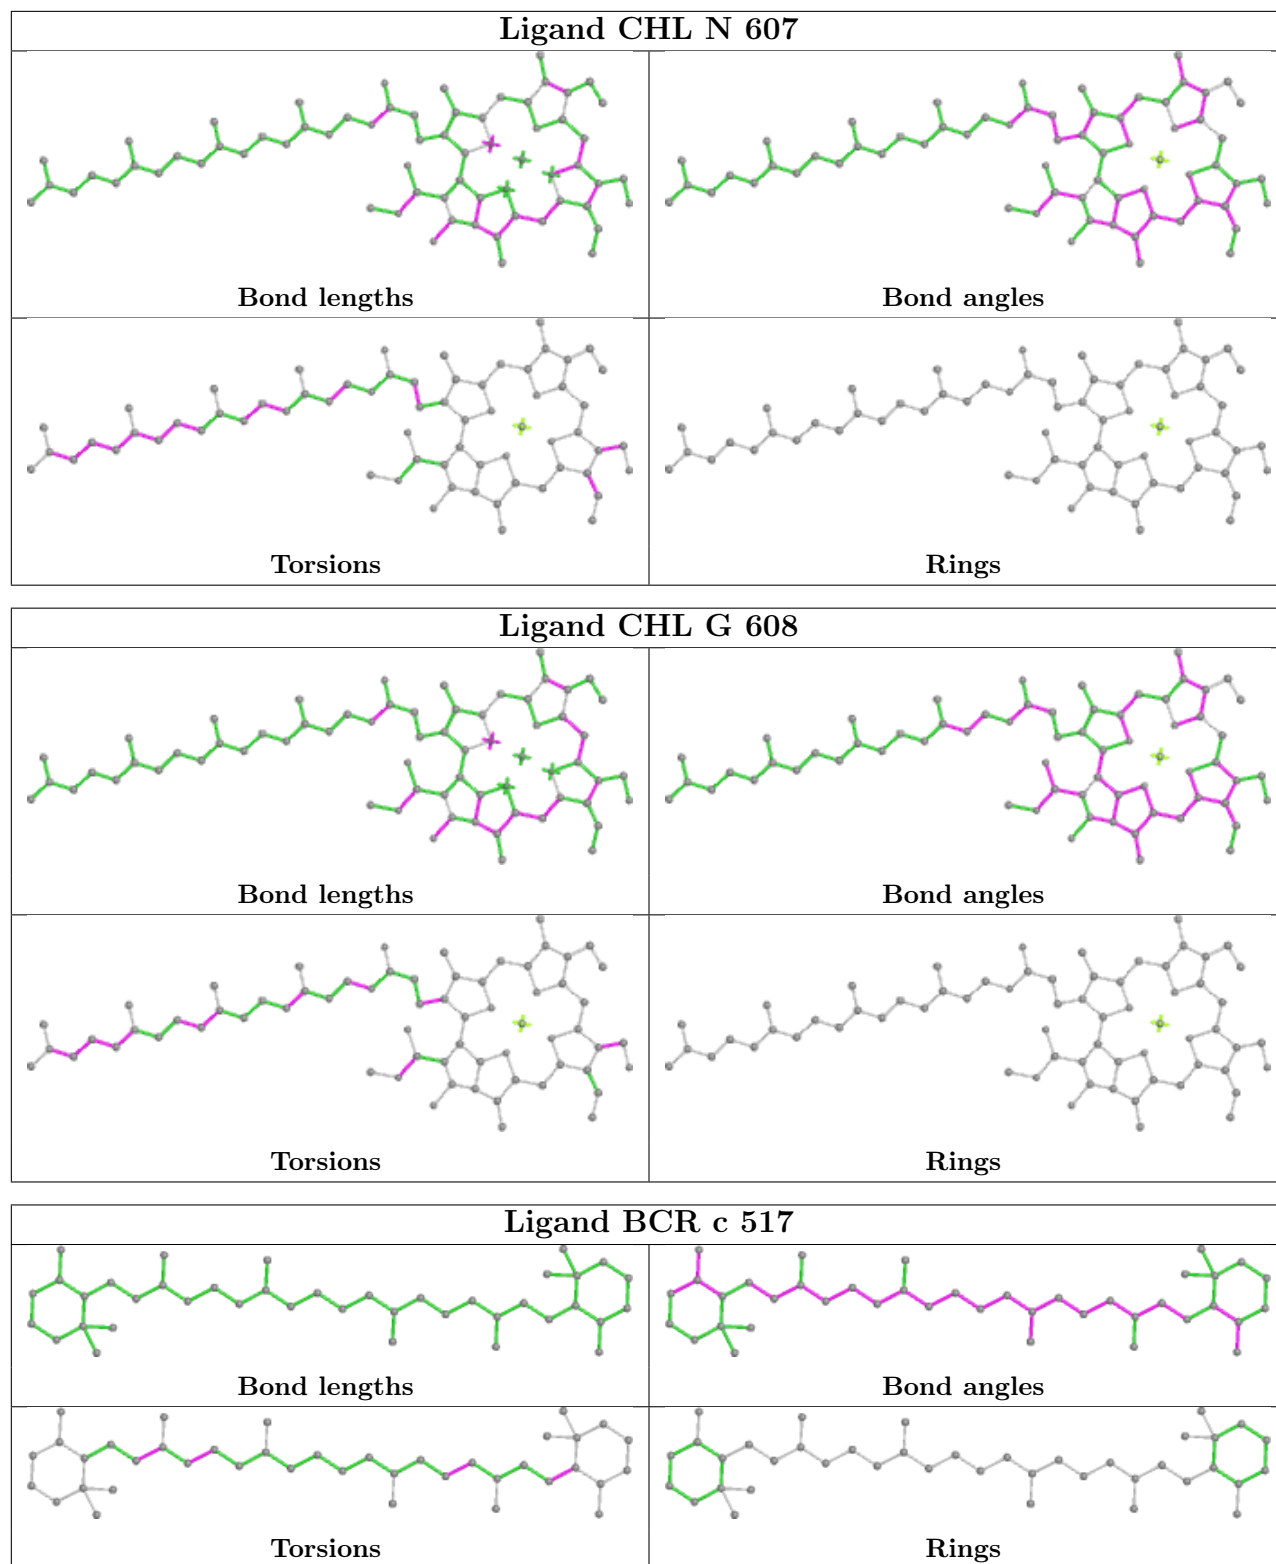 Ligand CHL N 607
Bond lengths
Bond angles
Torsions
Rings
Ligand CHL G 608
Bond lengths
Bond angles
Torsions
Rings
Ligand BCR c 517
Bond lengths
Bond angles
Torsions
Rings